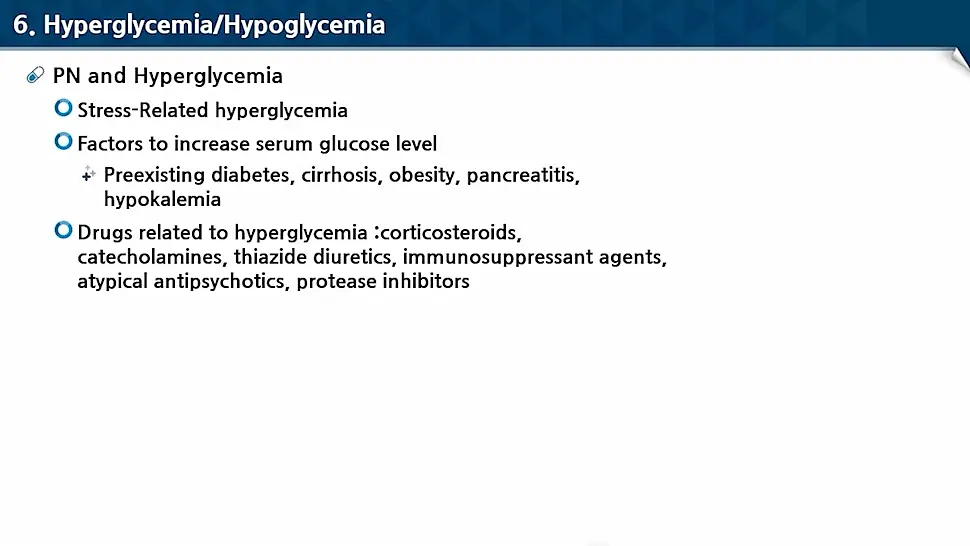 6. Hyperglycemia/Hypoglycemia
PN and Hyperglycemia
Stress-Related hyperglycemia
Factors to increase serum glucose level
Preexisting diabetes, cirrhosis, obesity, pancreatitis,
hypokalemia
Drugs related to hyperglycemia :corticosteroids,
catecholamines, thiazide diuretics, immunosuppressant agents,
atypical antipsychotics, protease inhibitors